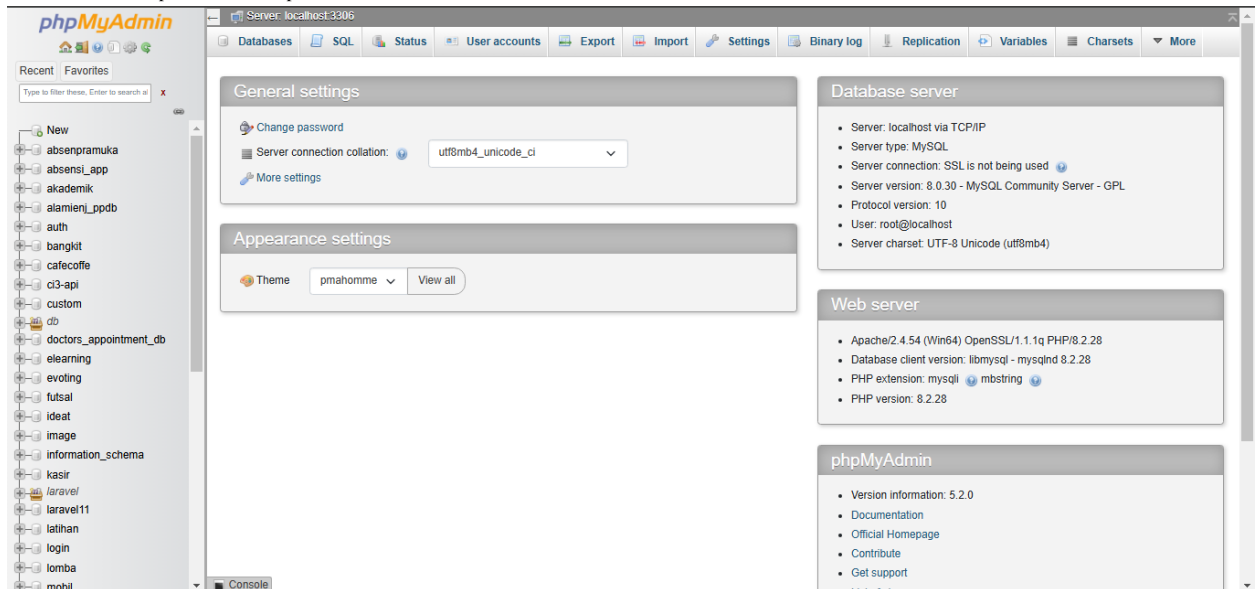 phpMyAdmin
Recent Favorites
Type to filter these, Enter to search al X
New
absenpramuka
absensi_app
akademik
alamienj_ppdb
auth
bangkit
cafecoffe
ci3-api
custom
db
doctors_appointment_db
elearning
evoting
futsal
ideat
image
information_schema
kasir
laravel
laravel11
latihan
login
lomba
mobil
Server: localhost:3306
Databases SQL Status User accounts Export Import Settings Binary log Replication Variables Charsets More
General settings
Change password
Server connection collation: utf8mb4_unicode_ci
More settings
Appearance settings
Theme pmahomme View all
Database server
Server: localhost via TCP/IP
Server type: MySQL
Server connection: SSL is not being used
Server version: 8.0.30 - MySQL Community Server - GPL
Protocol version: 10
User: root@localhost
Server charset: UTF-8 Unicode (utf8mb4)
Web server
Apache/2.4.54 (Win64) OpenSSL/1.1.1q PHP/8.2.28
Database client version: libmysql - mysqlnd 8.2.28
PHP extension: mysqli mbstring
PHP version: 8.2.28
phpMyAdmin
Version information: 5.2.0
Documentation
Official Homepage
Contribute
Get support
Console